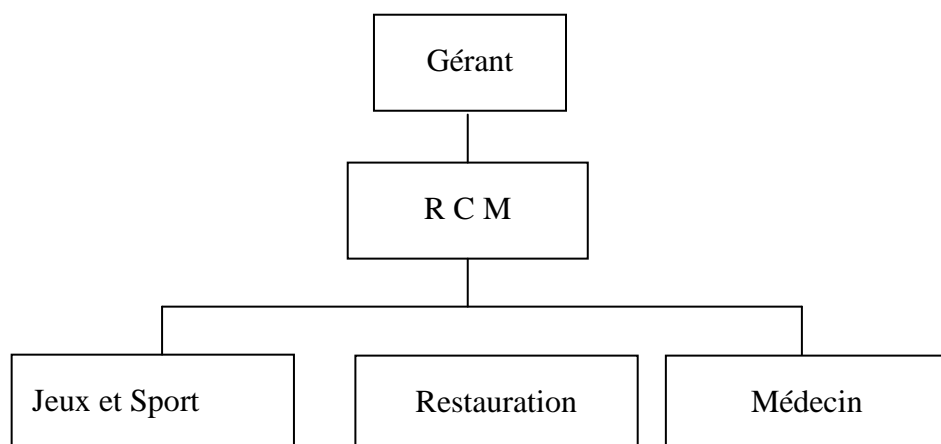 Gérant
R C M
Jeux et Sport
Restauration
Médecin